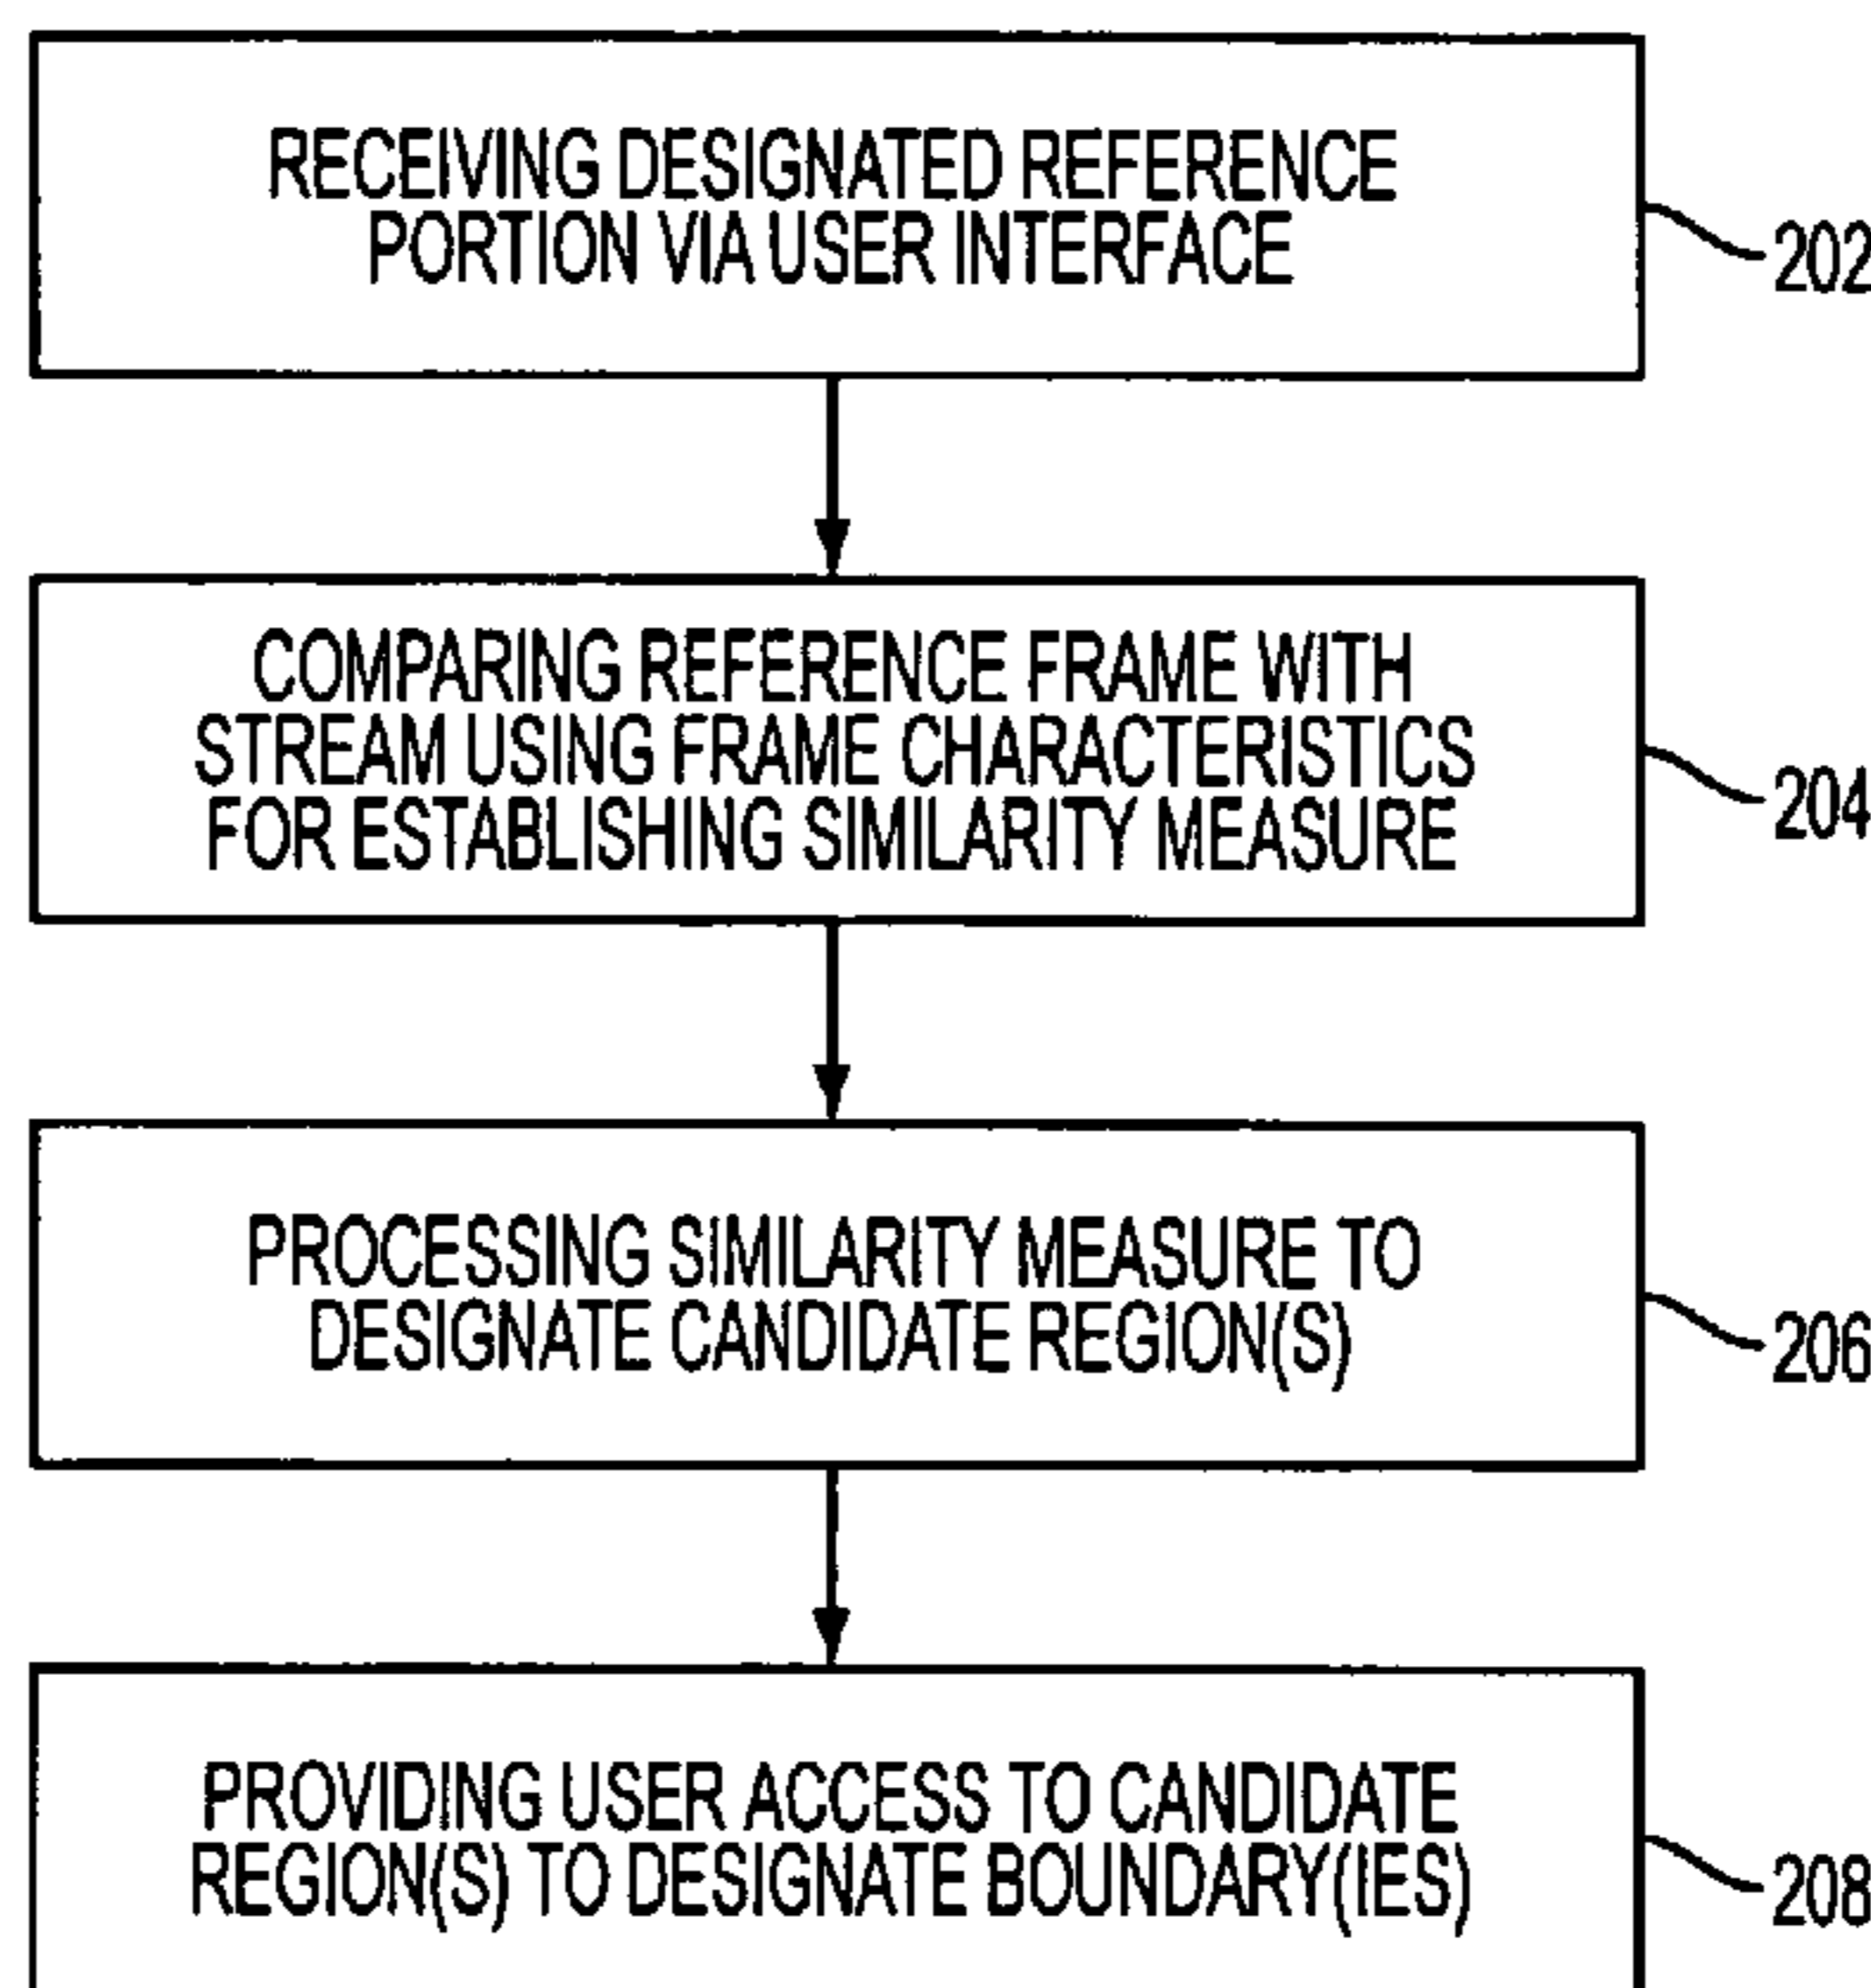 RECEIVING DESIGNATED REFERENCE
PORTION VIA USER INTERFACE
202
COMPARING REFERENCE FRAME WITH
STREAM USING FRAME CHARACTERISTICS
FOR ESTABLISHING SIMILARITY MEASURE
204
PROCESSING SIMILARITY MEASURE TO
DESIGNATE CANDIDATE REGION(S)
206
PROVIDING USER ACCESS TO CANDIDATE
REGION(S) TO DESIGNATE BOUNDARY(IES)
208